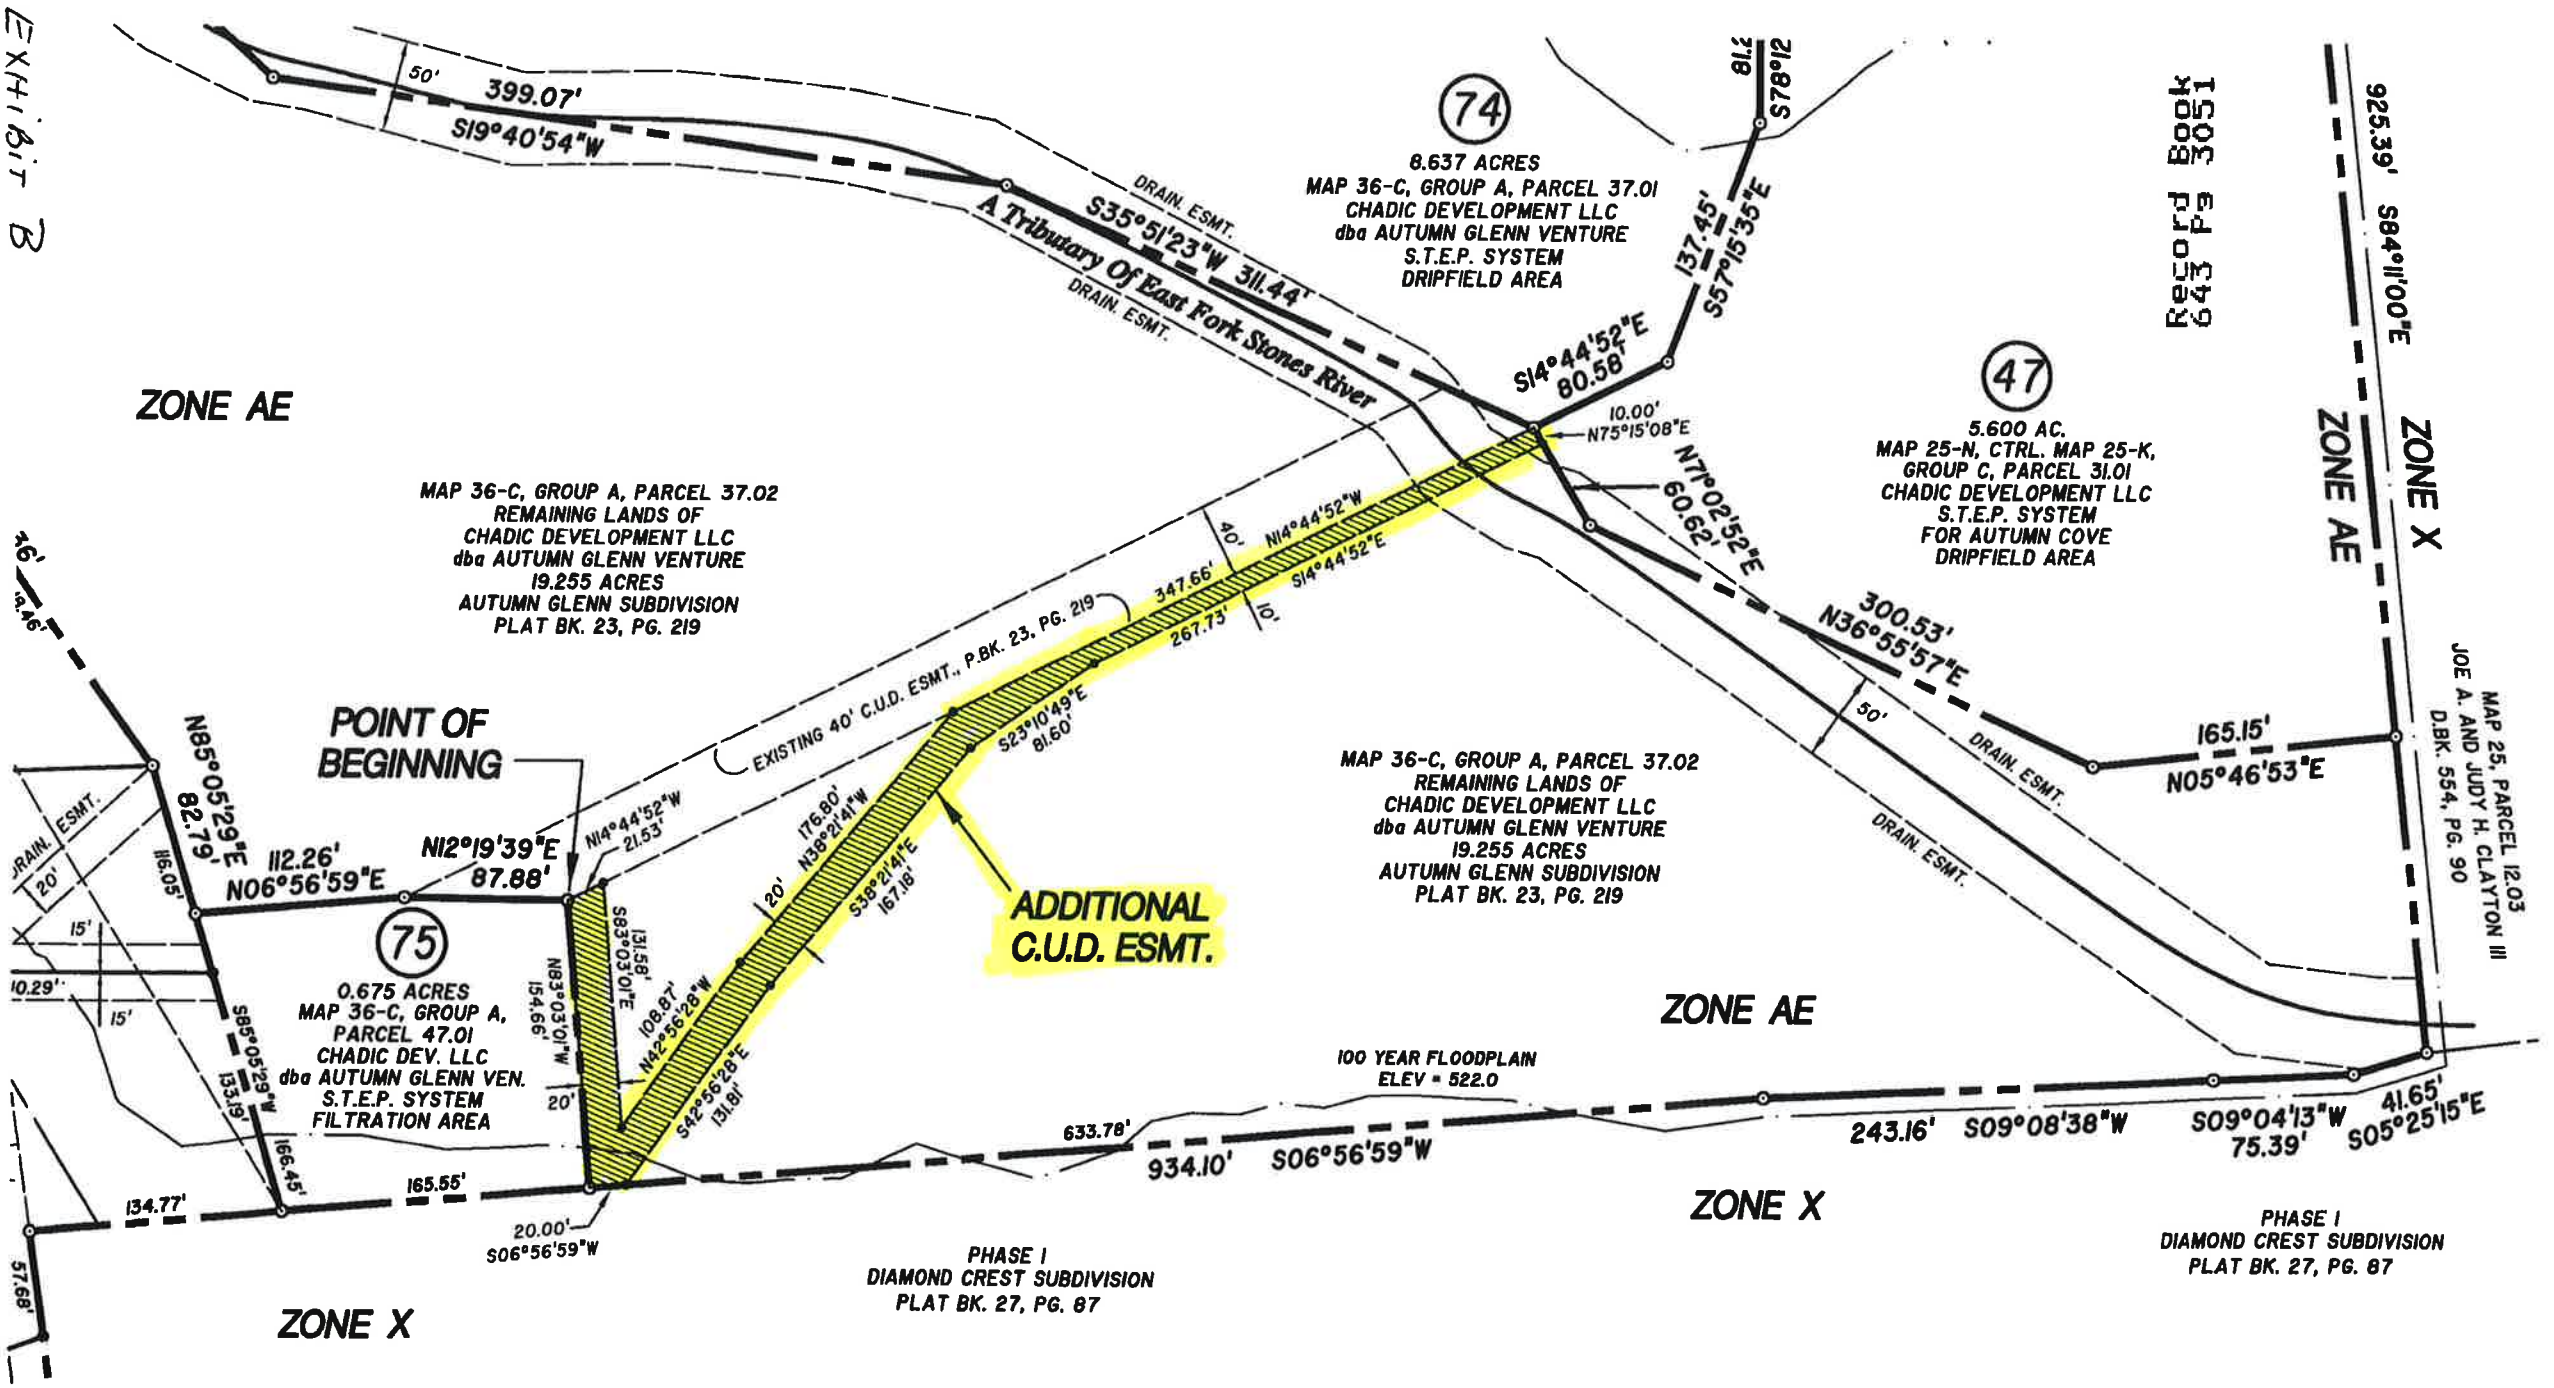 EXHIBIT B
50'
399.07'
S19°40'54"W
DRAIN. ESMT.
S35°51'23"W 311.44'
A Tributary Of East Fork Stones River
DRAIN. ESMT.
74
8.637 ACRES
MAP 36-C, GROUP A, PARCEL 37.01
CHADIC DEVELOPMENT LLC
dba AUTUMN GLENN VENTURE
S.T.E.P. SYSTEM
DRIPFIELD AREA
81.2
S78°12
137.45'
S57°15'35"E
S14°44'52"E
80.58'
10.00'
N75°15'08"E
N71°02'52"E
60.62'
Record Book
643 Pg 3051
925.39' S84°11'00"E
47
5.600 AC.
MAP 25-N, CTRL. MAP 25-K,
GROUP C, PARCEL 31.01
CHADIC DEVELOPMENT LLC
S.T.E.P. SYSTEM
FOR AUTUMN COVE
DRIPFIELD AREA
ZONE AE
ZONE X
ZONE AE
MAP 36-C, GROUP A, PARCEL 37.02
REMAINING LANDS OF
CHADIC DEVELOPMENT LLC
dba AUTUMN GLENN VENTURE
19.255 ACRES
AUTUMN GLENN SUBDIVISION
PLAT BK. 23, PG. 219
40'
N14°44'52"W
347.66'
S14°44'52"E
267.73'
10'
EXISTING 40' C.U.D. ESMT., P.BK. 23, PG. 219
S23°10'49"E
81.60'
300.53'
N36°55'57"E
50'
DRAIN. ESMT.
DRAIN. ESMT.
165.15'
N05°46'53"E
MAP 25, PARCEL 12.03
JOE A. AND JUDY H. CLAYTON III
D.BK. 554, PG. 90
36'
N85°05'29"E
82.79'
116.05'
DRAIN. ESMT.
20'
15'
10.29'
15'
POINT OF
BEGINNING
112.26'
N06°56'59"E
N12°19'39"E
87.88'
N14°44'52"W
21.53'
176.80'
N38°21'41"W
20'
S38°21'41"E
167.18'
ADDITIONAL
C.U.D. ESMT.
MAP 36-C, GROUP A, PARCEL 37.02
REMAINING LANDS OF
CHADIC DEVELOPMENT LLC
dba AUTUMN GLENN VENTURE
19.255 ACRES
AUTUMN GLENN SUBDIVISION
PLAT BK. 23, PG. 219
75
0.675 ACRES
MAP 36-C, GROUP A,
PARCEL 47.01
CHADIC DEV. LLC
dba AUTUMN GLENN VEN.
S.T.E.P. SYSTEM
FILTRATION AREA
S85°05'29"W
133.19'
166.45'
N83°03'01"W
154.66'
131.58'
S83°03'01"E
20'
108.87'
N42°56'28"W
S42°56'28"E
131.81'
ZONE AE
100 YEAR FLOODPLAIN
ELEV = 522.0
633.78'
934.10' S06°56'59"W
243.16' S09°08'38"W
S09°04'13"W
75.39'
41.65'
S05°25'15"E
134.77'
165.55'
20.00'
S06°56'59"W
57.68'
ZONE X
ZONE X
PHASE I
DIAMOND CREST SUBDIVISION
PLAT BK. 27, PG. 87
PHASE I
DIAMOND CREST SUBDIVISION
PLAT BK. 27, PG. 87